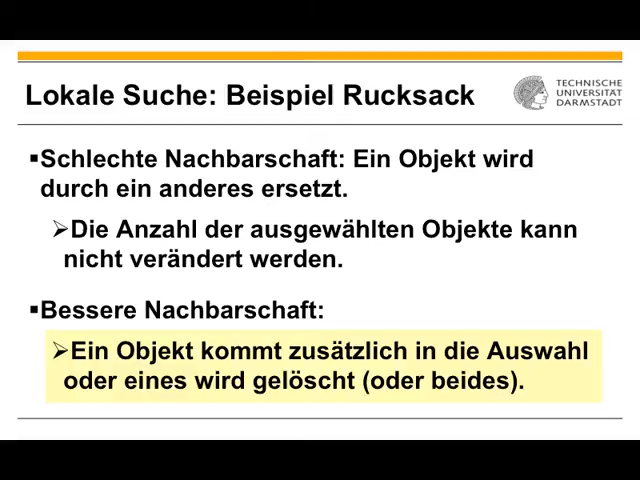 Lokale Suche: Beispiel Rucksack
TECHNISCHE
UNIVERSITÄT
DARMSTADT
▪Schlechte Nachbarschaft: Ein Objekt wird
durch ein anderes ersetzt.
➢Die Anzahl der ausgewählten Objekte kann
nicht verändert werden.
▪Bessere Nachbarschaft:
➢Ein Objekt kommt zusätzlich in die Auswahl
oder eines wird gelöscht (oder beides).